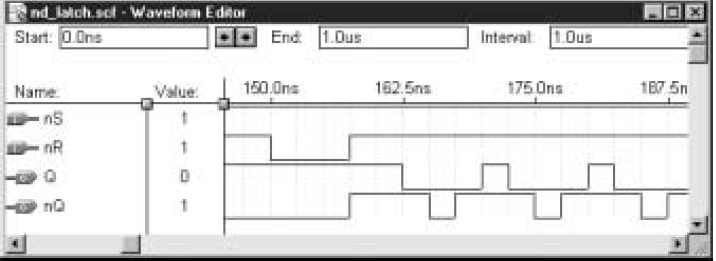 nd_latch.scf - Waveform Editor
Start: 0.0ns End: 1.0us Interval: 1.0us
Name: Value: 150.0ns 162.5ns 175.0ns 187.5n
nS 1
nR 1
Q 0
nQ 1